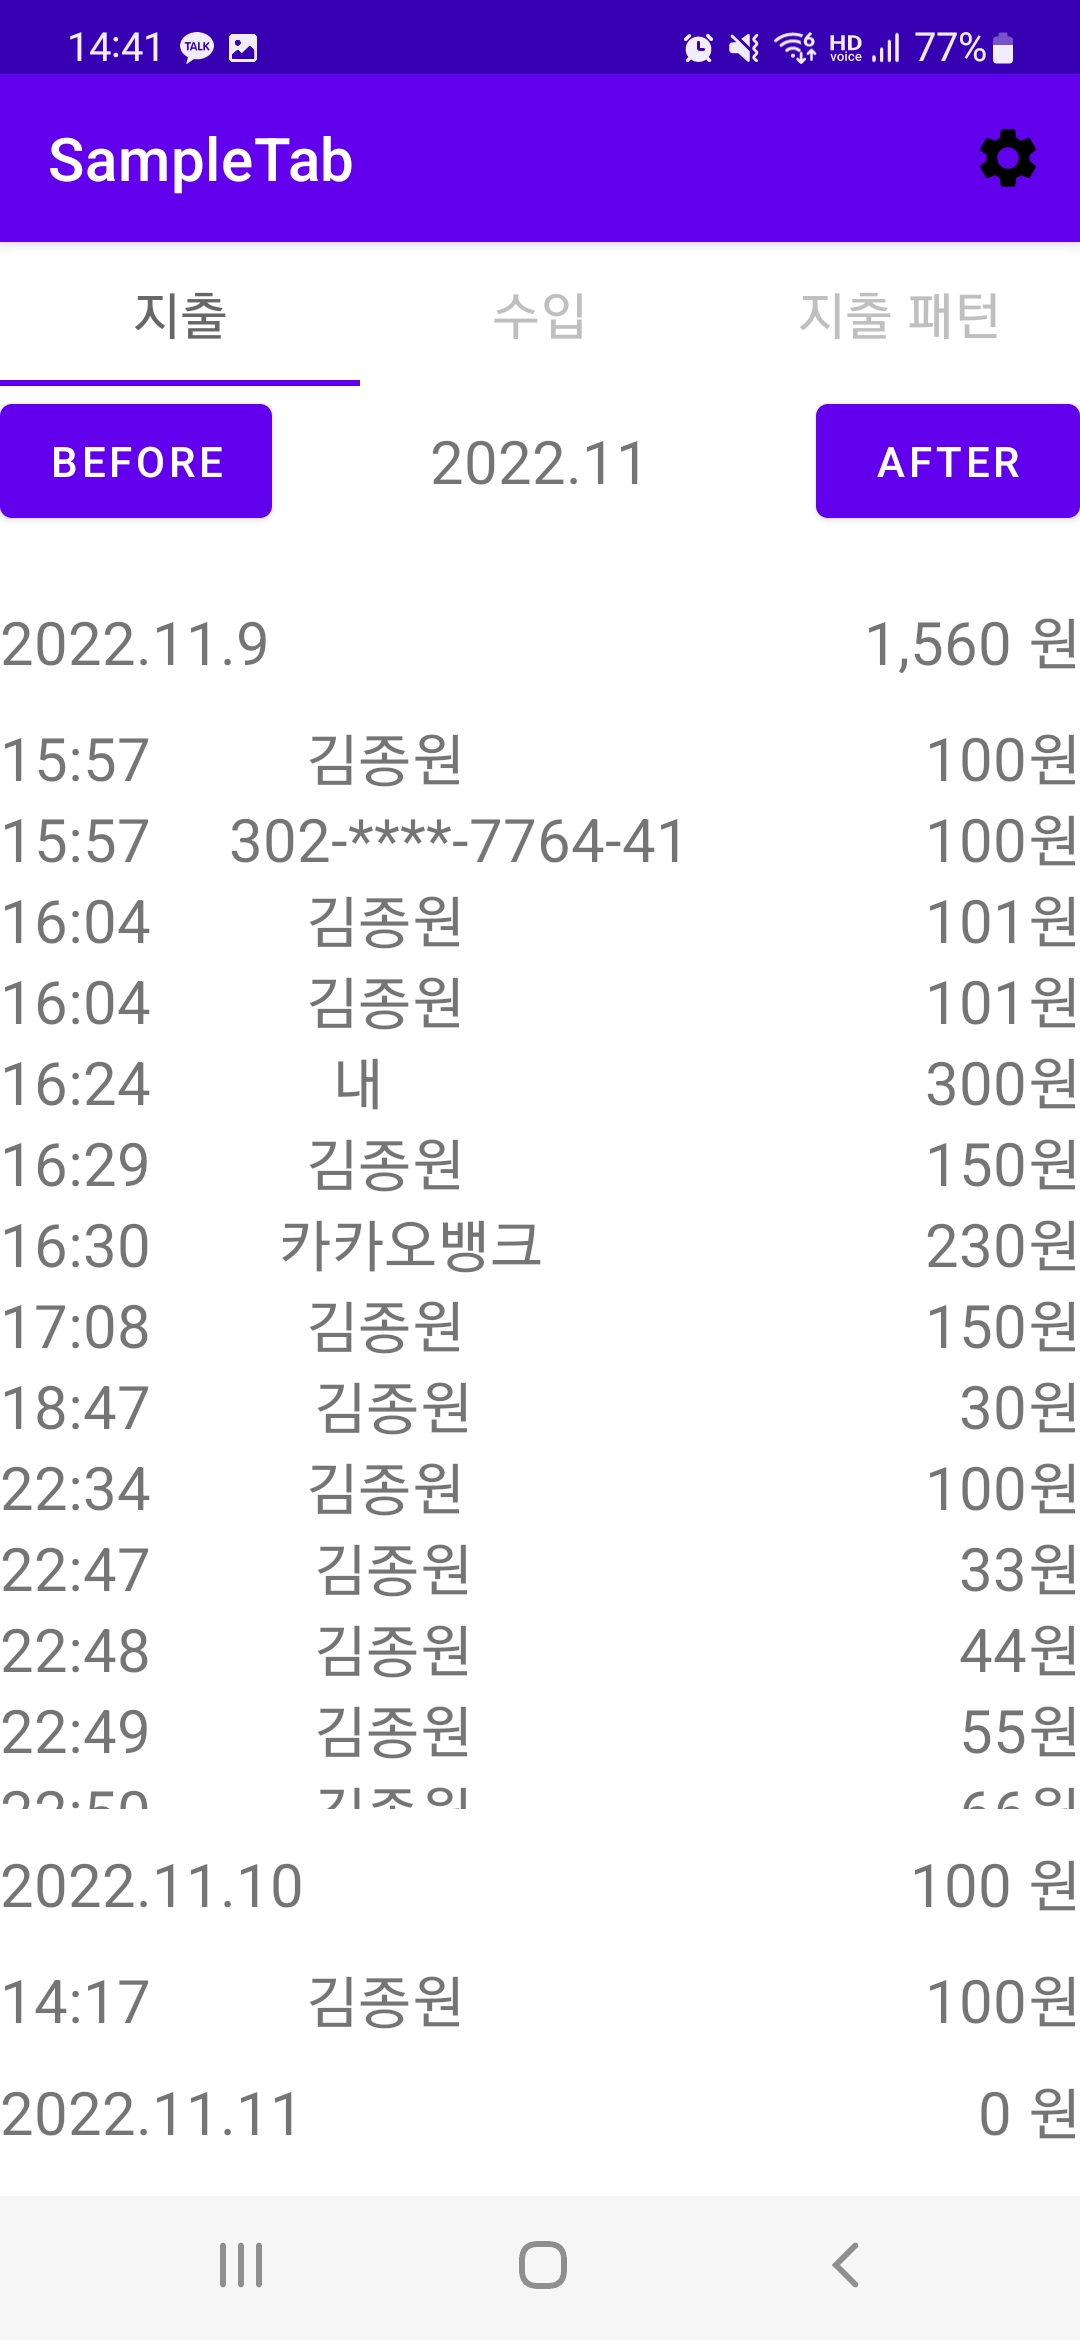 14:41 TALK 6 HD voice 77%
SampleTab
지출 수입 지출 패턴
BEFORE 2022.11 AFTER
2022.11.9 1,560 원
15:57 김종원 100원
15:57 302-****-7764-41 100원
16:04 김종원 101원
16:04 김종원 101원
16:24 내 300원
16:29 김종원 150원
16:30 카카오뱅크 230원
17:08 김종원 150원
18:47 김종원 30원
22:34 김종원 100원
22:47 김종원 33원
22:48 김종원 44원
22:49 김종원 55원
2022.11.10 100 원
14:17 김종원 100원
2022.11.11 0 원